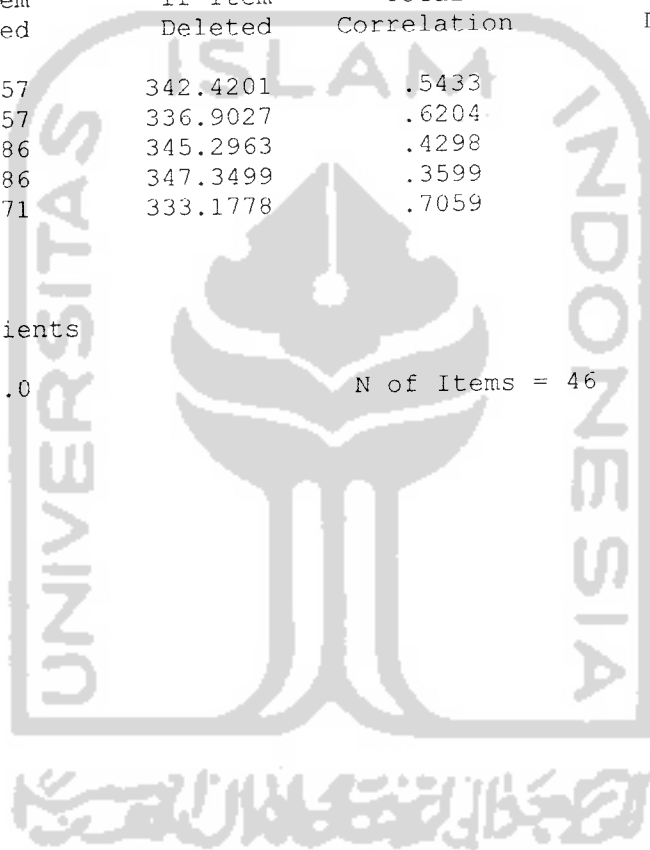 em If Item Total
ed Deleted Correlation
57 342.4201 .5433
57 336.9027 .6204
86 345.2963 .4298
86 347.3499 .3599
71 333.1778 .7059
ients
.0 N of Items = 46
ISLAM
UNIVERSITAS
INDONESIA